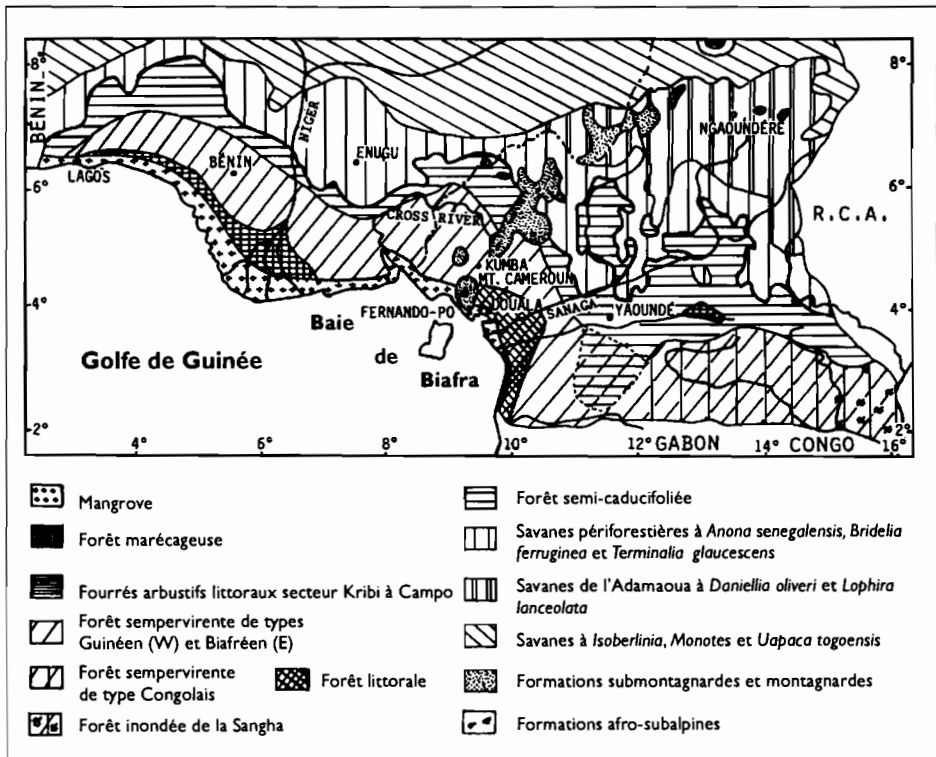 8°
8°
BÉNIN
NIGER
NGAOUNDÉRÉ
ENUGU
BÉNIN
LAGOS
6°
6°
R.C.A.
CROSS RIVER
KUMBA
MT. CAMEROUN
DOUALA
SANAGA
YAOUNDÉ
4°
4°
FERNANDO-PO
Baie
Golfe de Guinée
de
Biafra
2°
2°
4°
6°
8°
10°
12°
GABON
14°
CONGO
16°
Mangrove
Forêt marécageuse
Fourrés arbustifs littoraux secteur Kribi à Campo
Forêt sempervirente de types
Guinéen (W) et Biafréen (E)
Forêt sempervirente
de type Congolais
Forêt littorale
Forêt inondée de la Sangha
Forêt semi-caducifoliée
Savanes périforestières à Anona senegalensis, Bridelia
ferruginea et Terminalia glaucescens
Savanes de l'Adamaoua à Daniellia oliveri et Lophira
lanceolata
Savanes à Isoberlinia, Monotes et Uapaca togoensis
Formations submontagnardes et montagnardes
Formations afro-subalpines